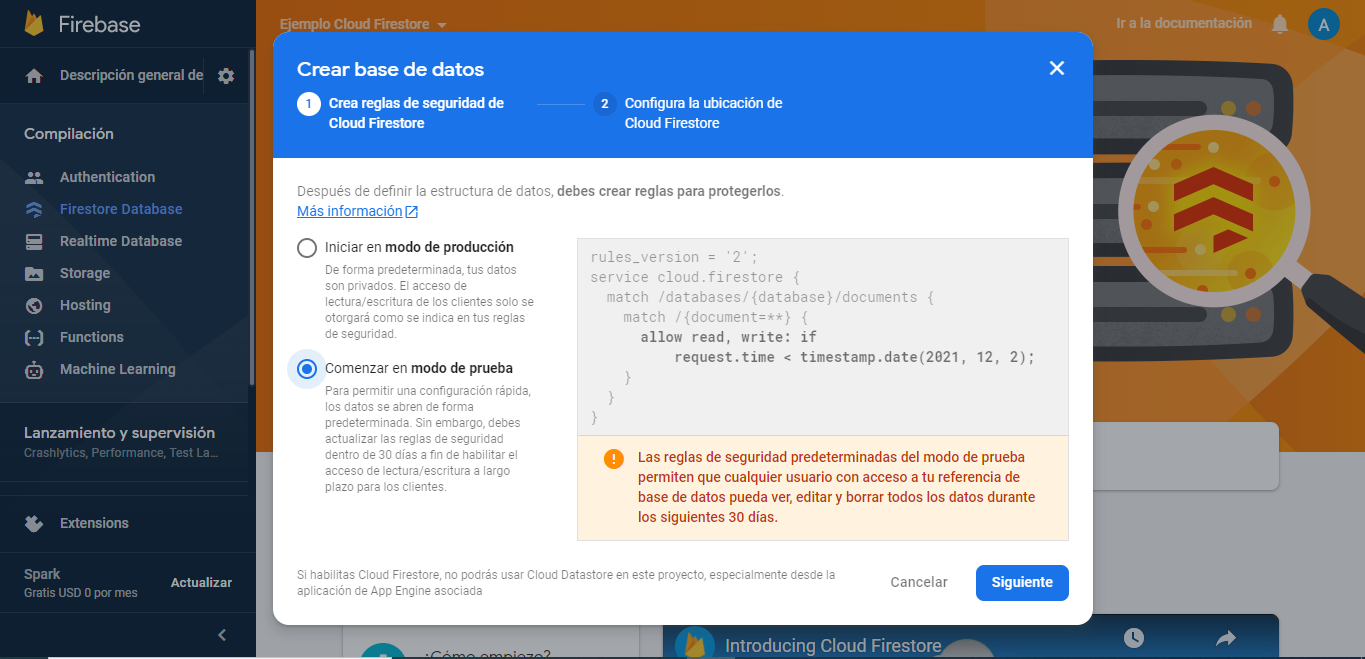 Firebase
Descripción general de
Compilación
Authentication
Firestore Database
Realtime Database
Storage
Hosting
Functions
Machine Learning
Lanzamiento y supervisión
Crashlytics, Performance, Test La...
Extensions
Spark
Gratis USD 0 por mes
Actualizar
Ejemplo Cloud Firestore
Ir a la documentación
A
Crear base de datos
1
Crea reglas de seguridad de
Cloud Firestore
2
Configura la ubicación de
Cloud Firestore
Después de definir la estructura de datos, debes crear reglas para protegerlos.
Más información
Iniciar en modo de producción
De forma predeterminada, tus datos
son privados. El acceso de
lectura/escritura de los clientes solo se
otorgará como se indica en tus reglas
de seguridad.
Comenzar en modo de prueba
Para permitir una configuración rápida,
los datos se abren de forma
predeterminada. Sin embargo, debes
actualizar las reglas de seguridad
dentro de 30 días a fin de habilitar el
acceso de lectura/escritura a largo
plazo para los clientes.
rules_version = '2';
service cloud.firestore {
match /databases/{database}/documents {
match /{document=**} {
allow read, write: if
request.time < timestamp.date(2021, 12, 2);
}
}
}
Las reglas de seguridad predeterminadas del modo de prueba
permiten que cualquier usuario con acceso a tu referencia de
base de datos pueda ver, editar y borrar todos los datos durante
los siguientes 30 días.
Si habilitas Cloud Firestore, no podrás usar Cloud Datastore en este proyecto, especialmente desde la
aplicación de App Engine asociada
Cancelar
Siguiente
¿Cómo empiezo?
Introducing Cloud Firestore